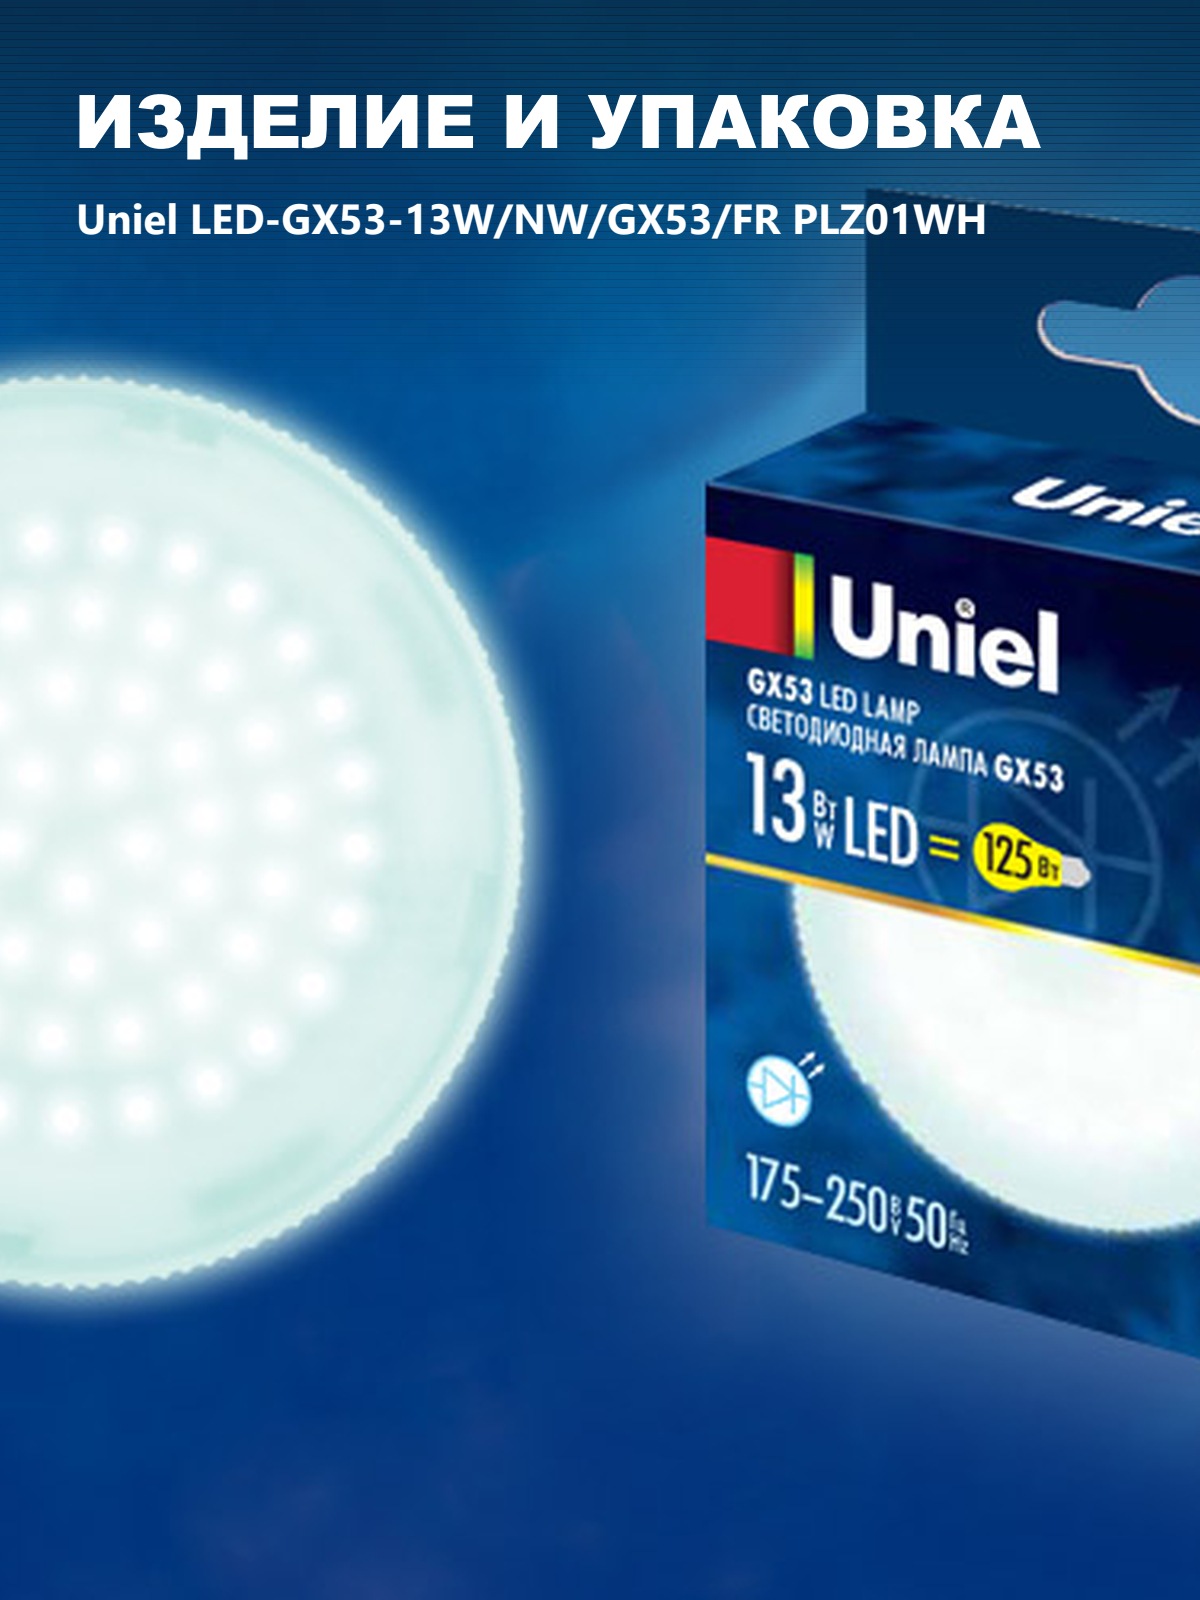 ИЗДЕЛИЕ И УПАКОВКА
Uniel LED-GX53-13W/NW/GX53/FR PLZ01WH
Uniel®
GX53 LED LAMP
СВЕТОДИОДНАЯ ЛАМПА GX53
13 Вт W LED = 125 Вт
175–250 В V 50 Гц Hz